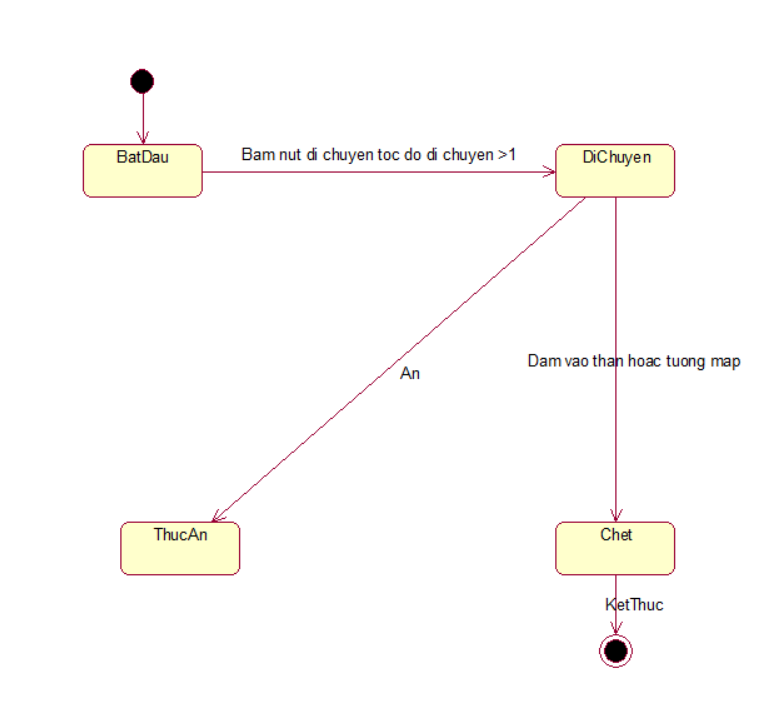 BatDau
Bam nut di chuyen toc do di chuyen >1
DiChuyen
An
Dam vao than hoac tuong map
ThucAn
Chet
KetThuc